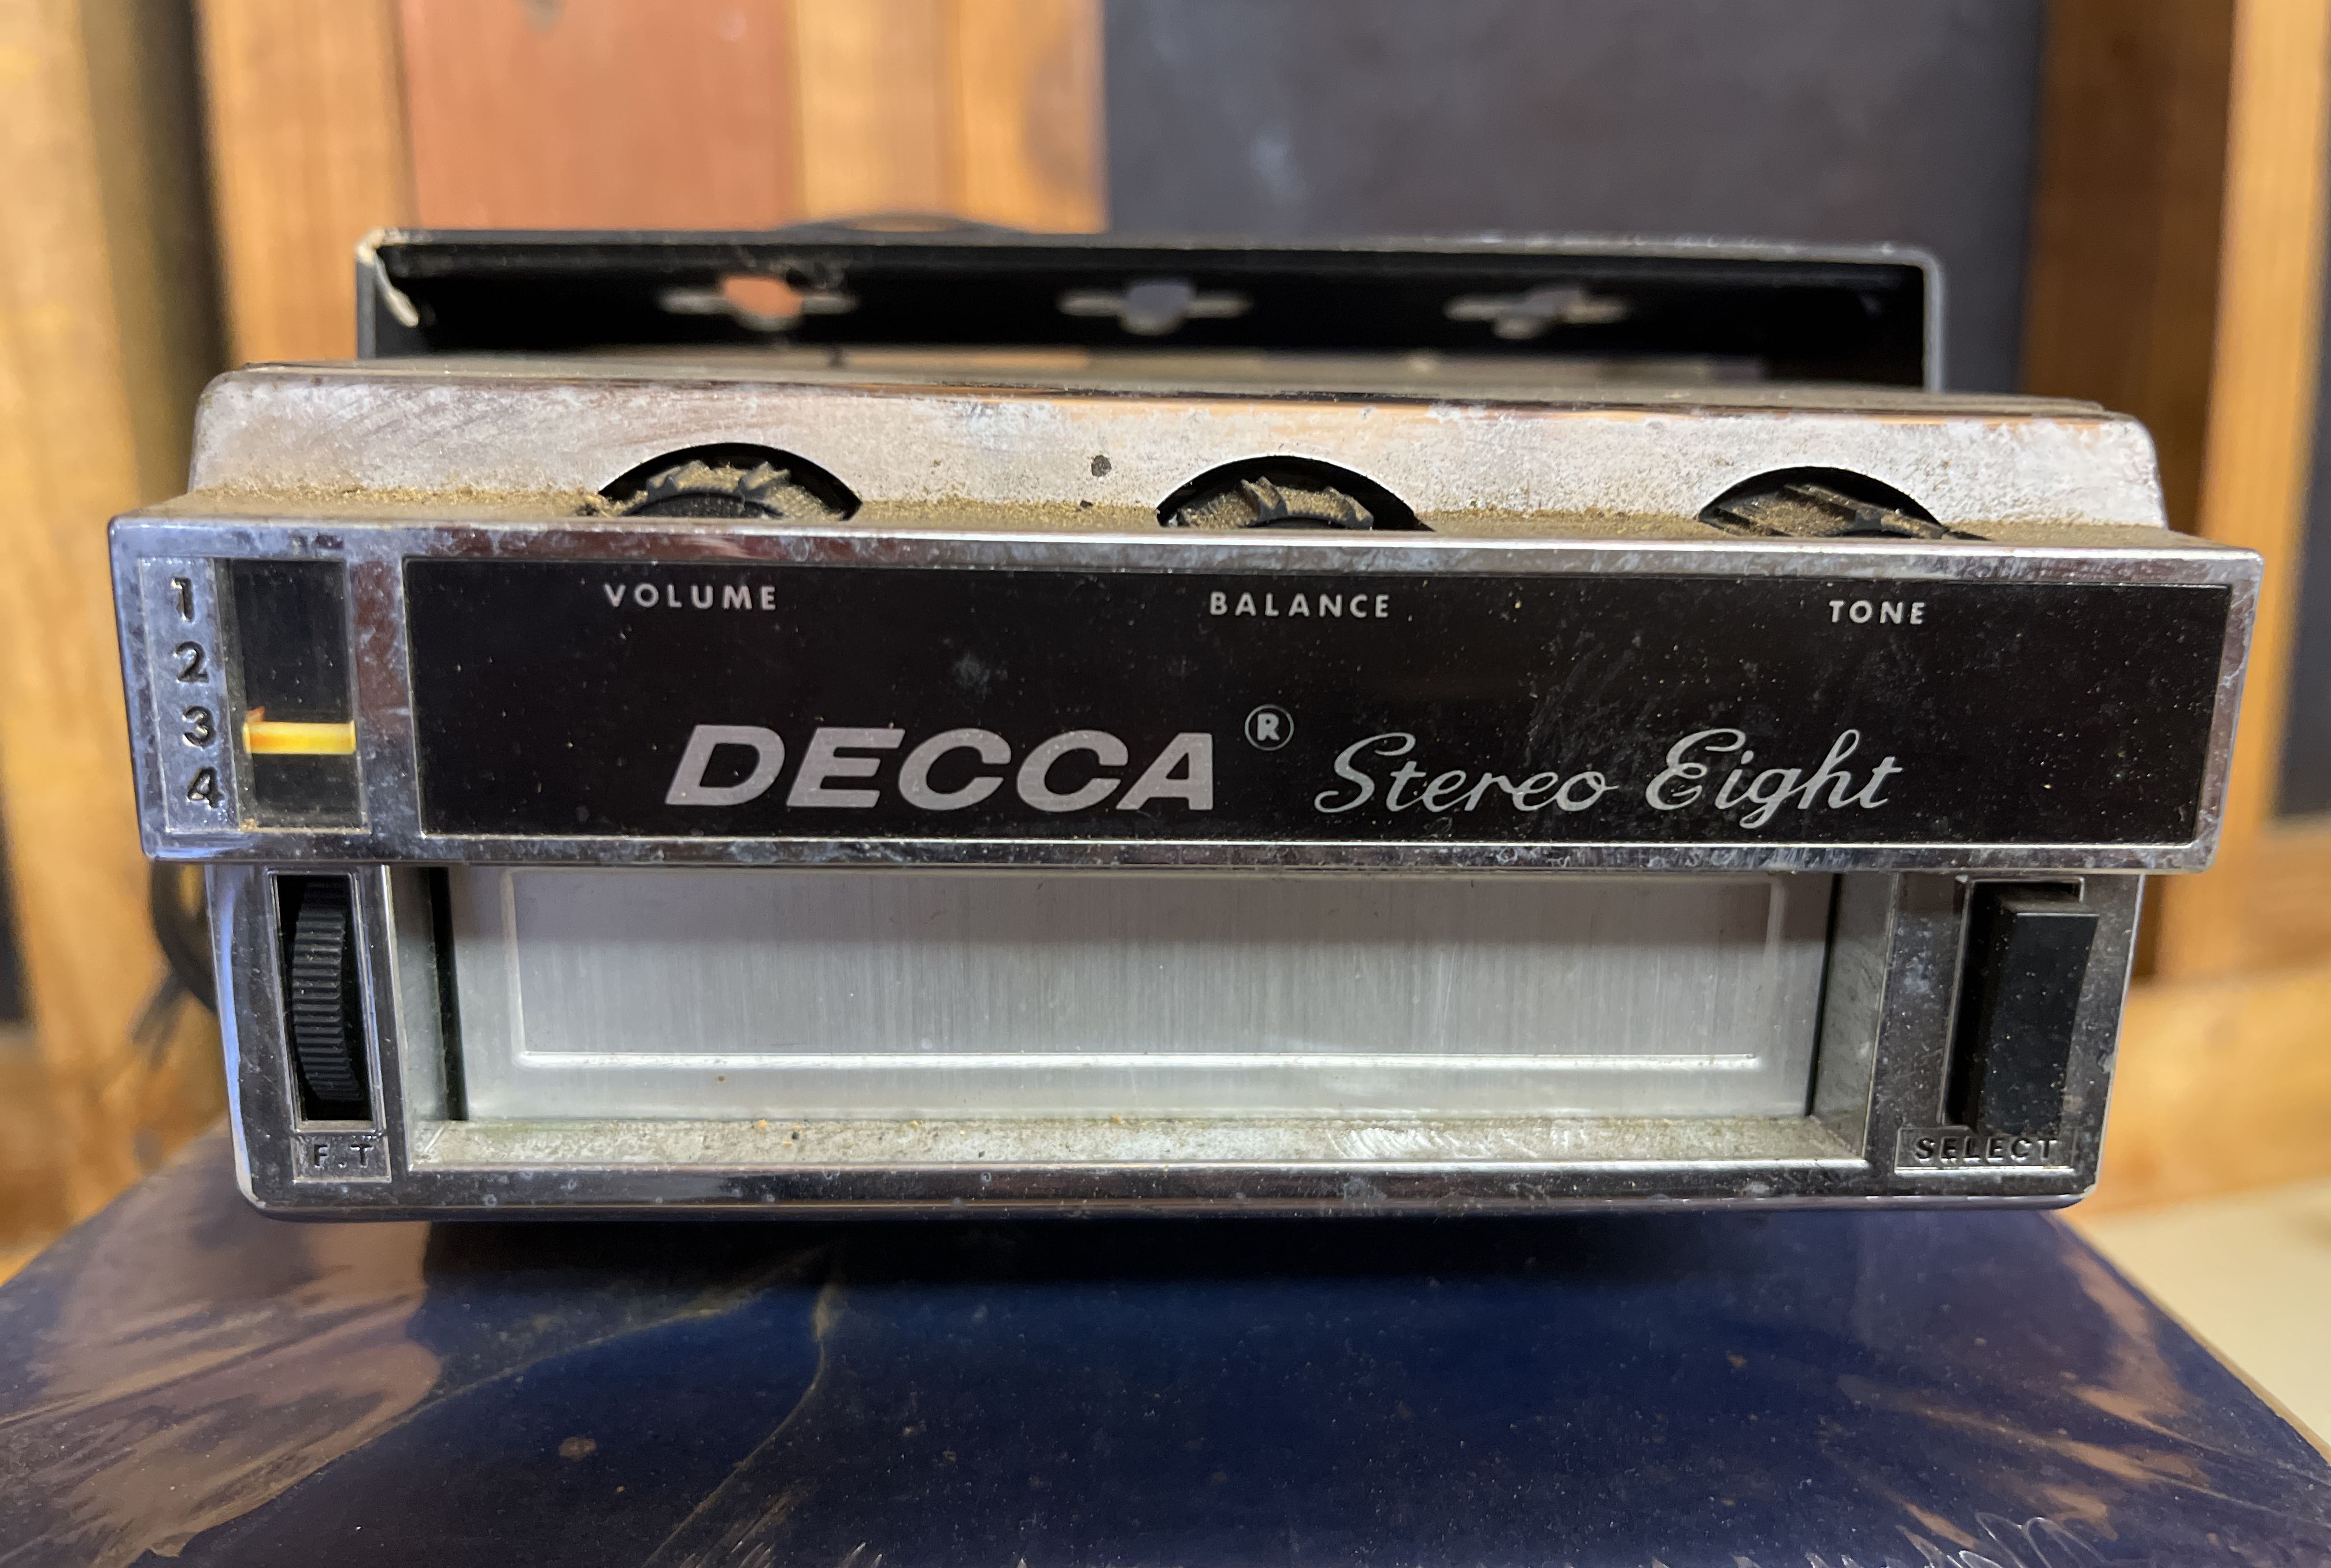 VOLUME BALANCE TONE
1
2
3
4
DECCA® Stereo Eight
F.T
SELECT